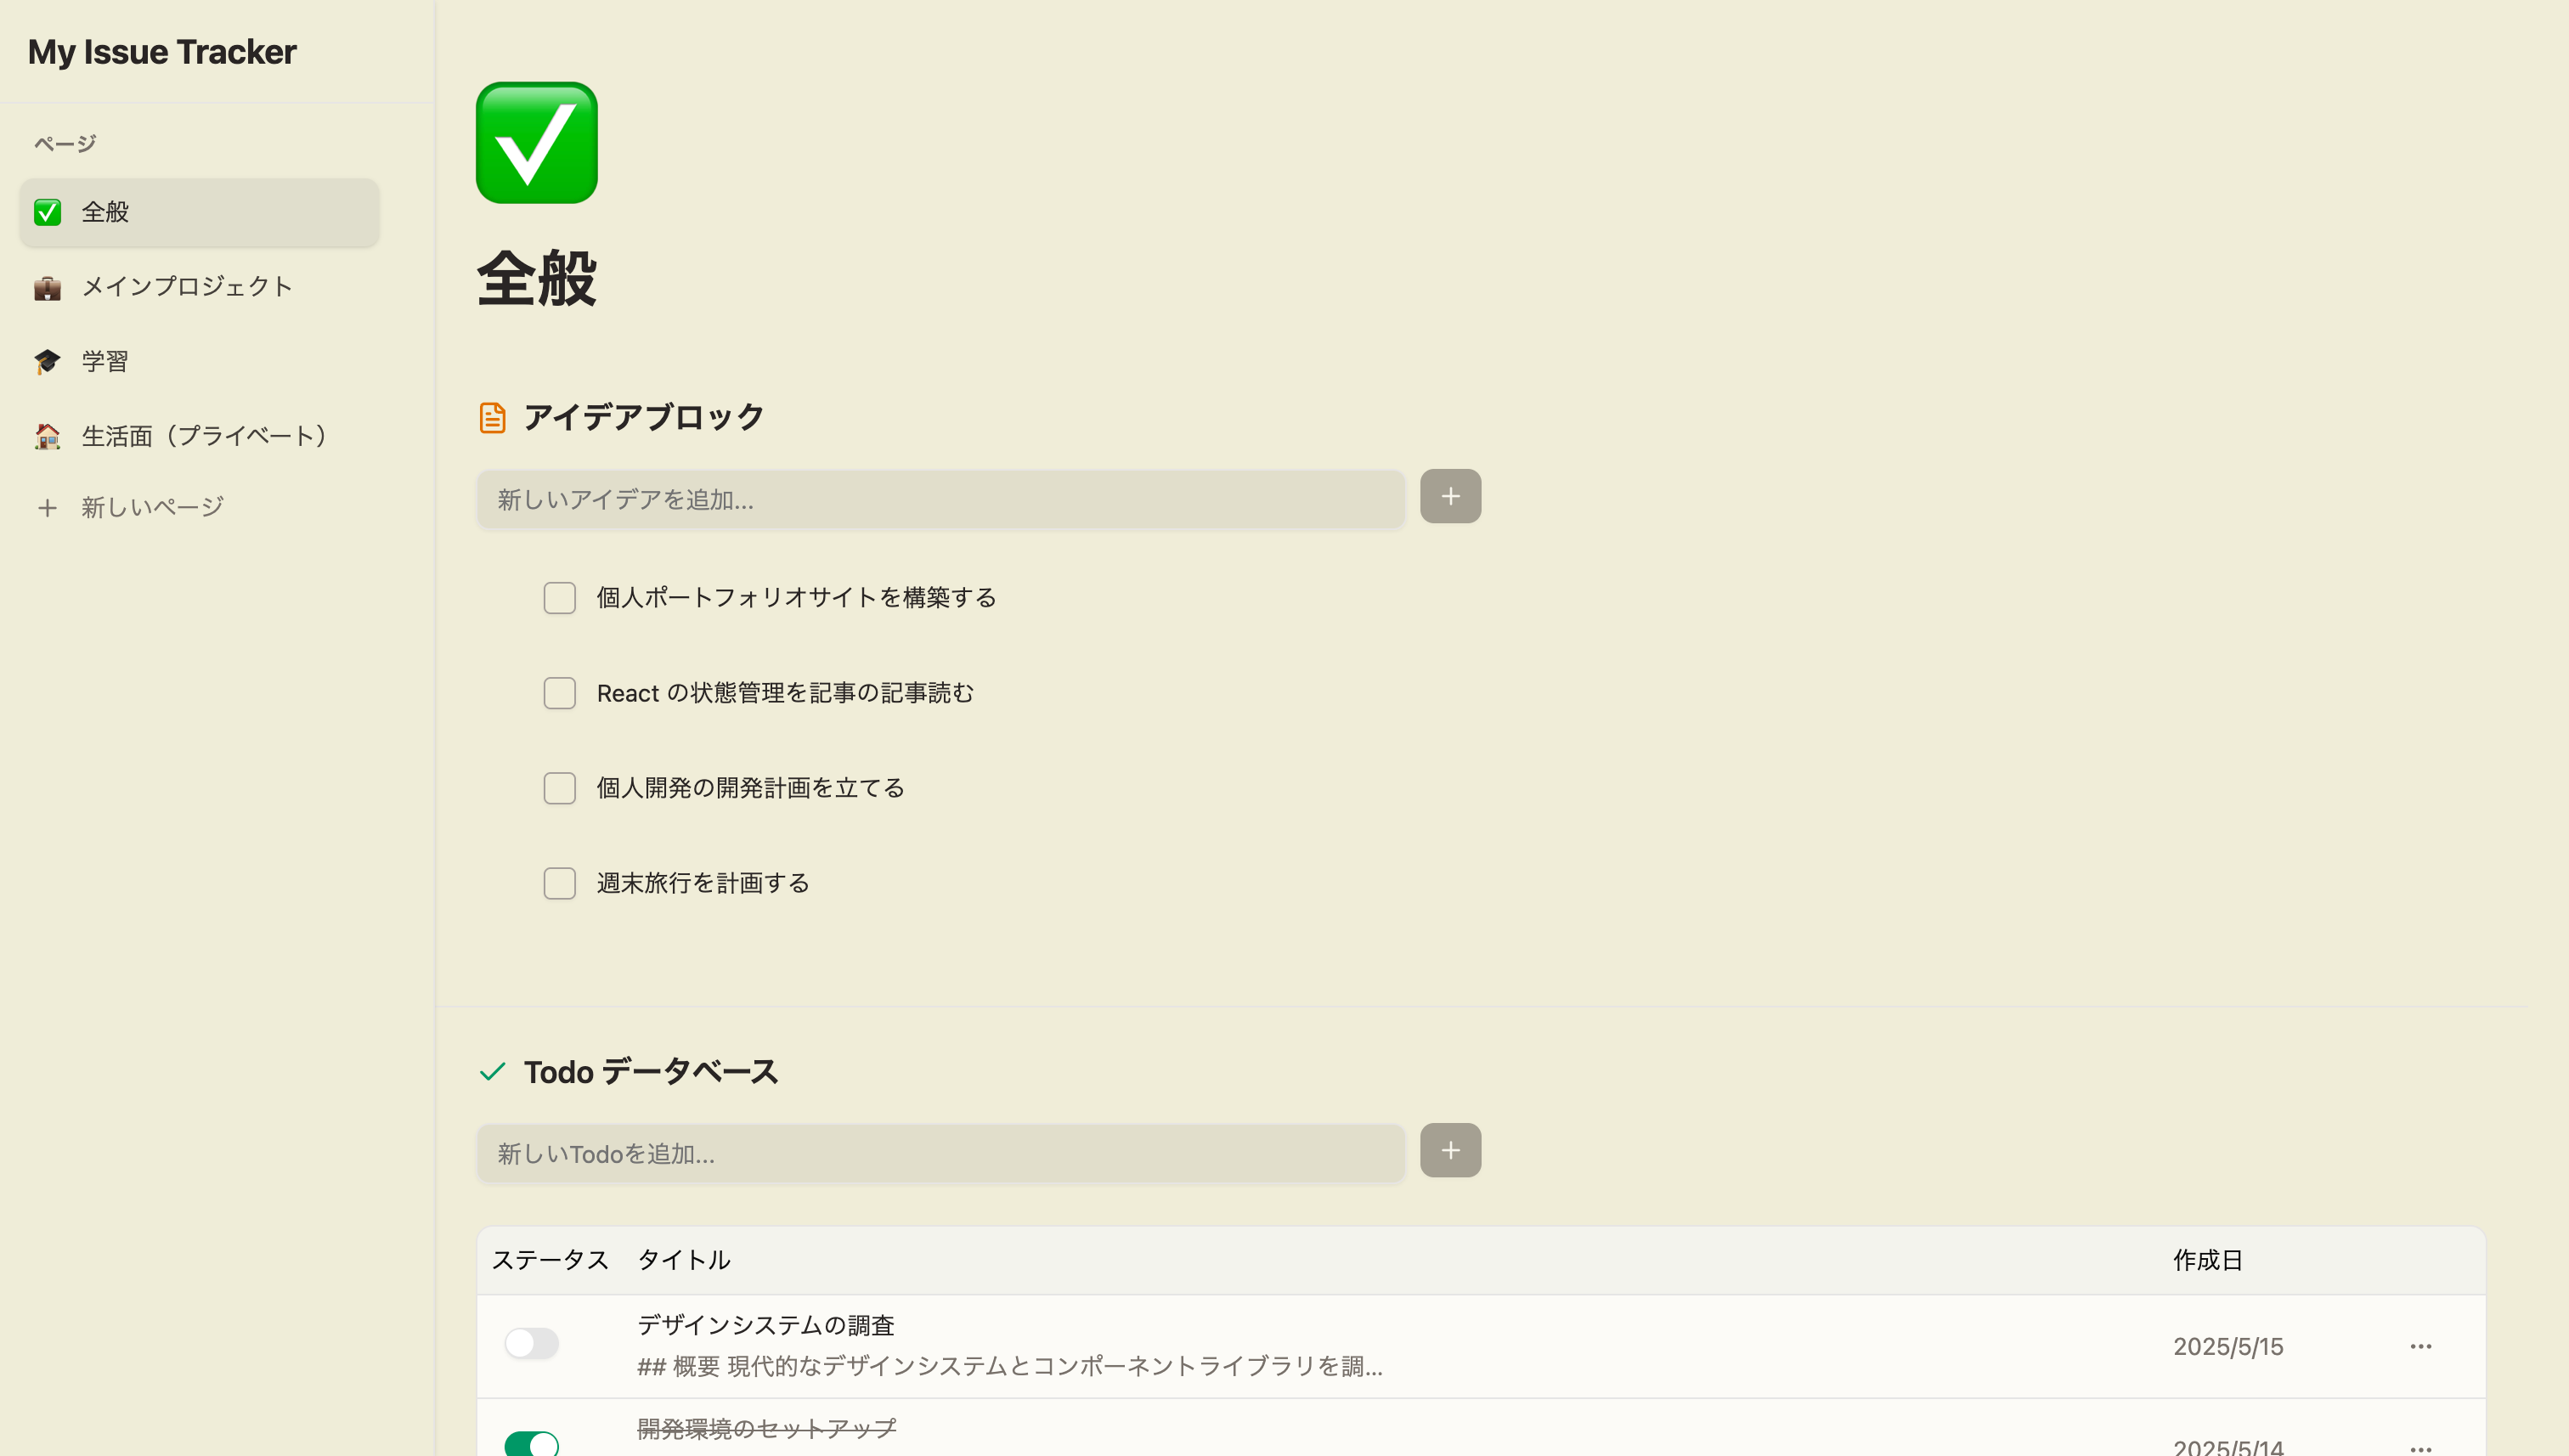 My Issue Tracker
ページ
全般
メインプロジェクト
学習
生活面（プライベート）
新しいページ
全般
アイデアブロック
新しいアイデアを追加...
個人ポートフォリオサイトを構築する
React の状態管理を記事の記事読む
個人開発の開発計画を立てる
週末旅行を計画する
Todo データベース
新しいTodoを追加...
ステータス タイトル 作成日
デザインシステムの調査
## 概要 現代的なデザインシステムとコンポーネントライブラリを調...
2025/5/15
開発環境のセットアップ
2025/5/14